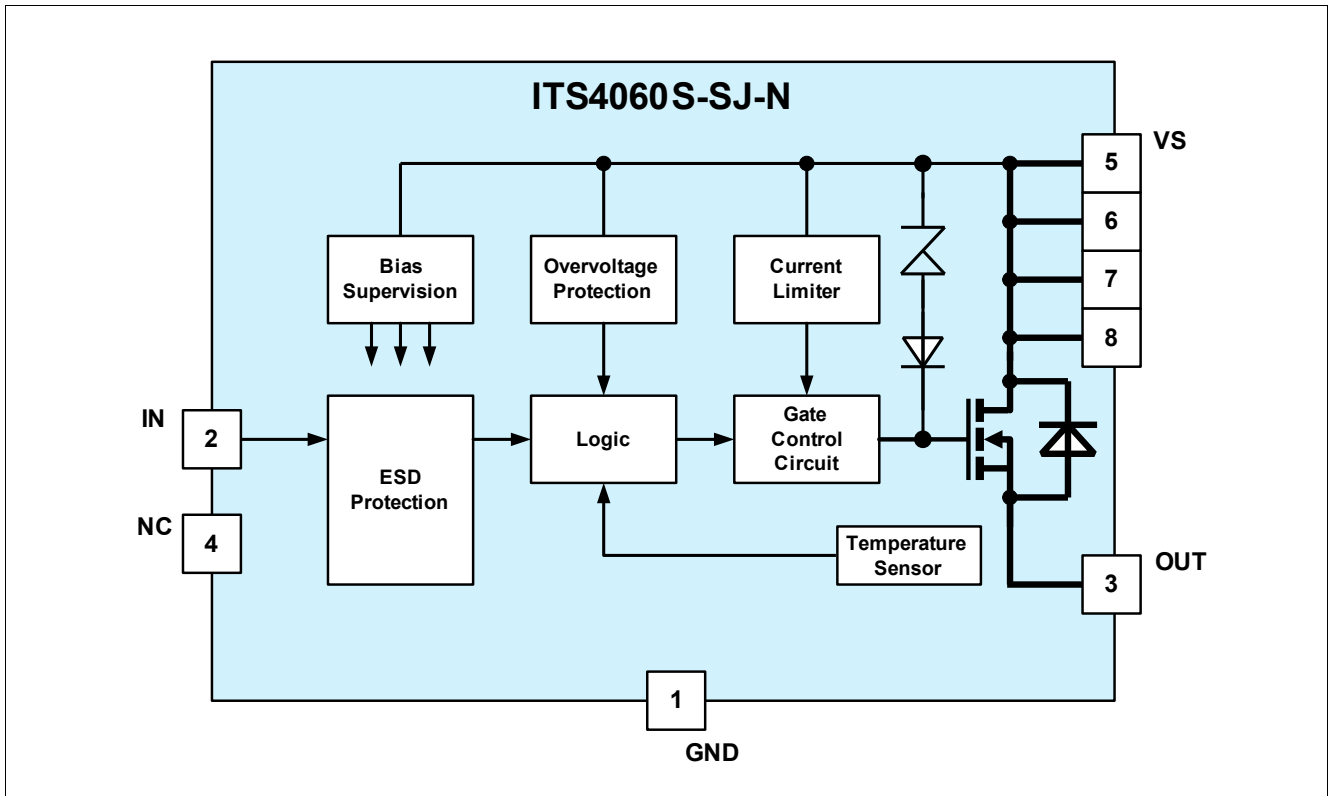 ITS4060S-SJ-N
VS
5
6
7
8
Bias
Supervision
Overvoltage
Protection
Current
Limiter
IN
2
NC
4
ESD
Protection
Logic
Gate
Control
Circuit
Temperature
Sensor
3
OUT
1
GND